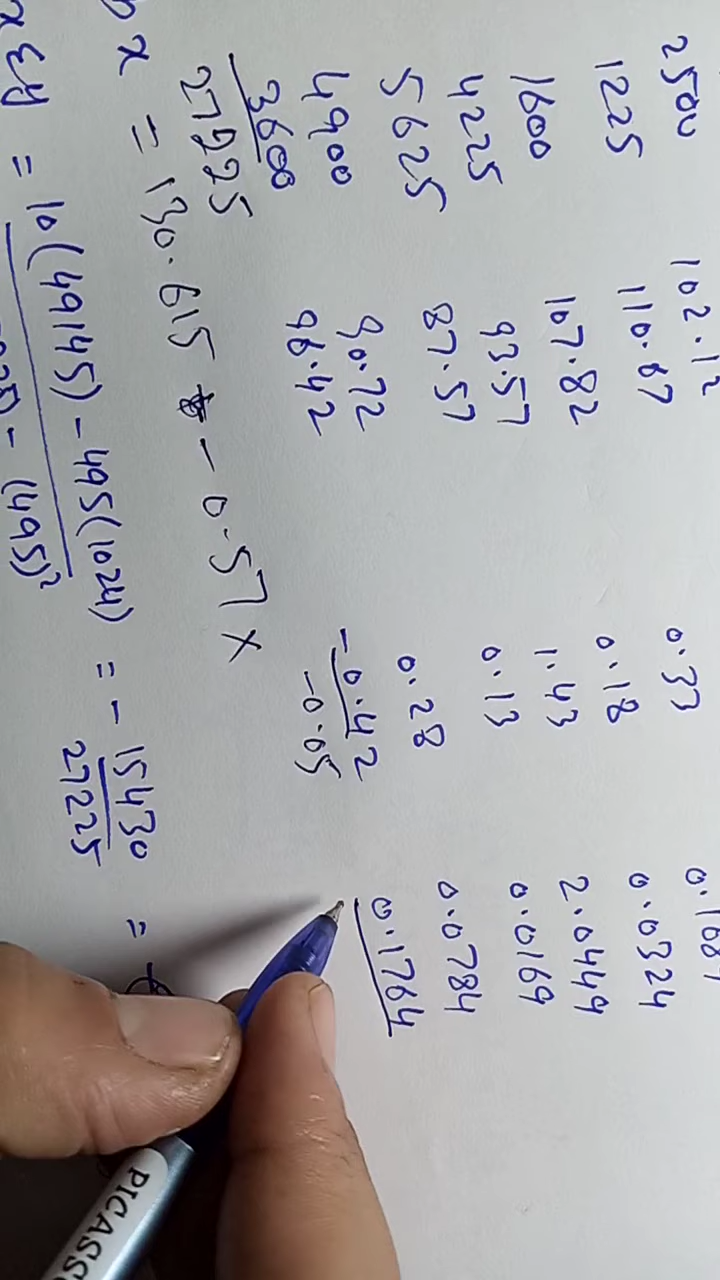 2500 102.12 0.33
1225 110.67 0.18 0.0324
1600 107.82 1.43 2.0449
4225 93.57 0.13 0.0169
5625 87.57 0.28 0.0784
4900 90.72 -0.42 0.1764
3600 96.42 -0.05
27225
x = 130.615 - 0.57x
xΣy = 10(49145) - 495(1024) = - 15430 =
- (495)² 27225
PICASS